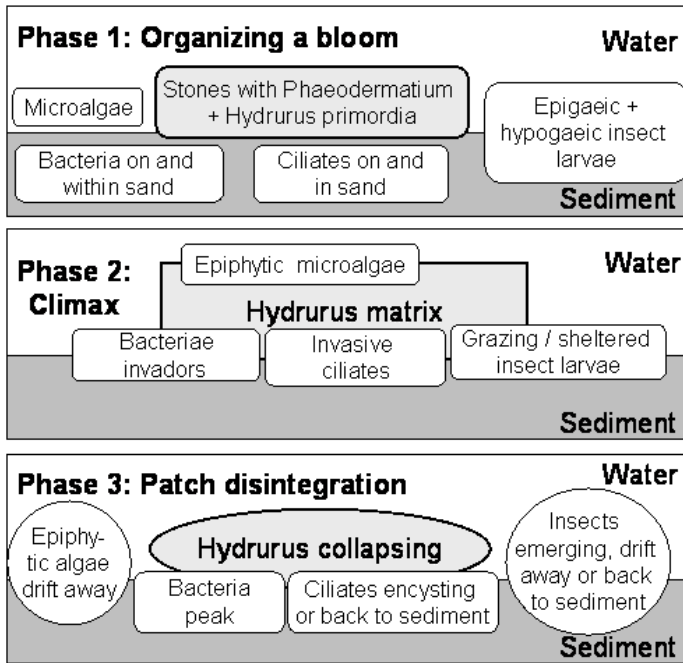 Phase 1: Organizing a bloom
Water
Microalgae
Stones with Phaeodermatium
+ Hydrurus primordia
Epigaeic +
hypogaeic insect
larvae
Bacteria on and
within sand
Ciliates on and
in sand
Sediment
Phase 2:
Climax
Water
Epiphytic microalgae
Hydrurus matrix
Bacteriae
invadors
Invasive
ciliates
Grazing / sheltered
insect larvae
Sediment
Phase 3: Patch disintegration
Water
Epiphy-
tic algae
drift away
Hydrurus collapsing
Insects
emerging, drift
away or back
to sediment
Bacteria
peak
Ciliates encysting
or back to sediment
Sediment